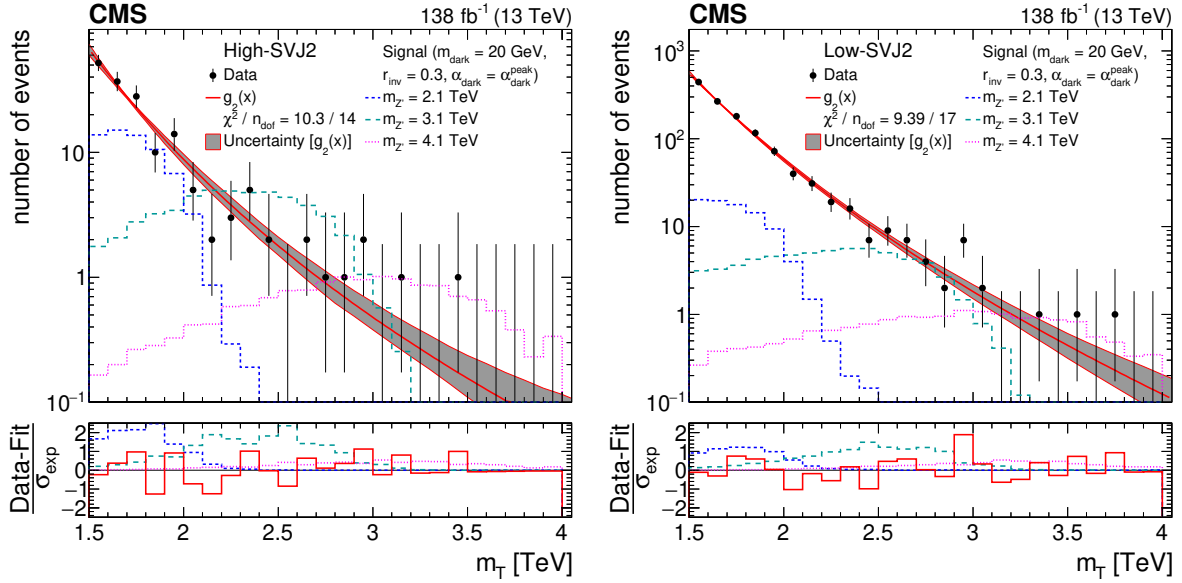 CMS
138 fb⁻¹ (13 TeV)
number of events
10
1
10⁻¹
High-SVJ2
Data
g₂(x)
χ² / n_dof = 10.3 / 14
Uncertainty [g₂(x)]
Signal (m_dark = 20 GeV,
r_inv = 0.3, α_dark = α_dark^peak)
m_Z' = 2.1 TeV
m_Z' = 3.1 TeV
m_Z' = 4.1 TeV
Data-Fit
σ_exp
2
1
0
−1
−2
1.5 2 2.5 3 3.5 4
m_T [TeV]
CMS
138 fb⁻¹ (13 TeV)
number of events
10³
10²
10
1
10⁻¹
Low-SVJ2
Data
g₂(x)
χ² / n_dof = 9.39 / 17
Uncertainty [g₂(x)]
Signal (m_dark = 20 GeV,
r_inv = 0.3, α_dark = α_dark^peak)
m_Z' = 2.1 TeV
m_Z' = 3.1 TeV
m_Z' = 4.1 TeV
Data-Fit
σ_exp
2
1
0
−1
−2
1.5 2 2.5 3 3.5 4
m_T [TeV]